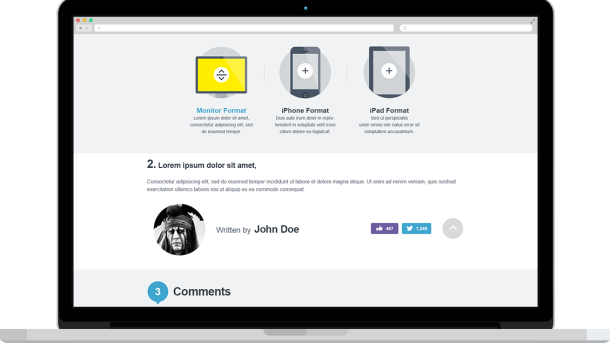 Monitor Format
Lorem ipsum dolor sit amet,
consectetur adipisicing elit, sed
do eiusmod tempor.
iPhone Format
Duis aute irure dolor in repre-
henderit in voluptate velit esse
cillum dolore eu fugiatcat.
iPad Format
Sed ut perspiciatis
unde omnis iste natus error sit
voluptatem accusantium.
2. Lorem ipsum dolor sit amet,
Consectetur adipisicing elit, sed do eiusmod tempor incididunt ut labore et dolore magna aliqua. Ut enim ad minim veniam, quis nostrud
exercitation ullamco laboris nisi ut aliquip ex ea commodo consequat.
Written by John Doe
487
1,248
3 Comments